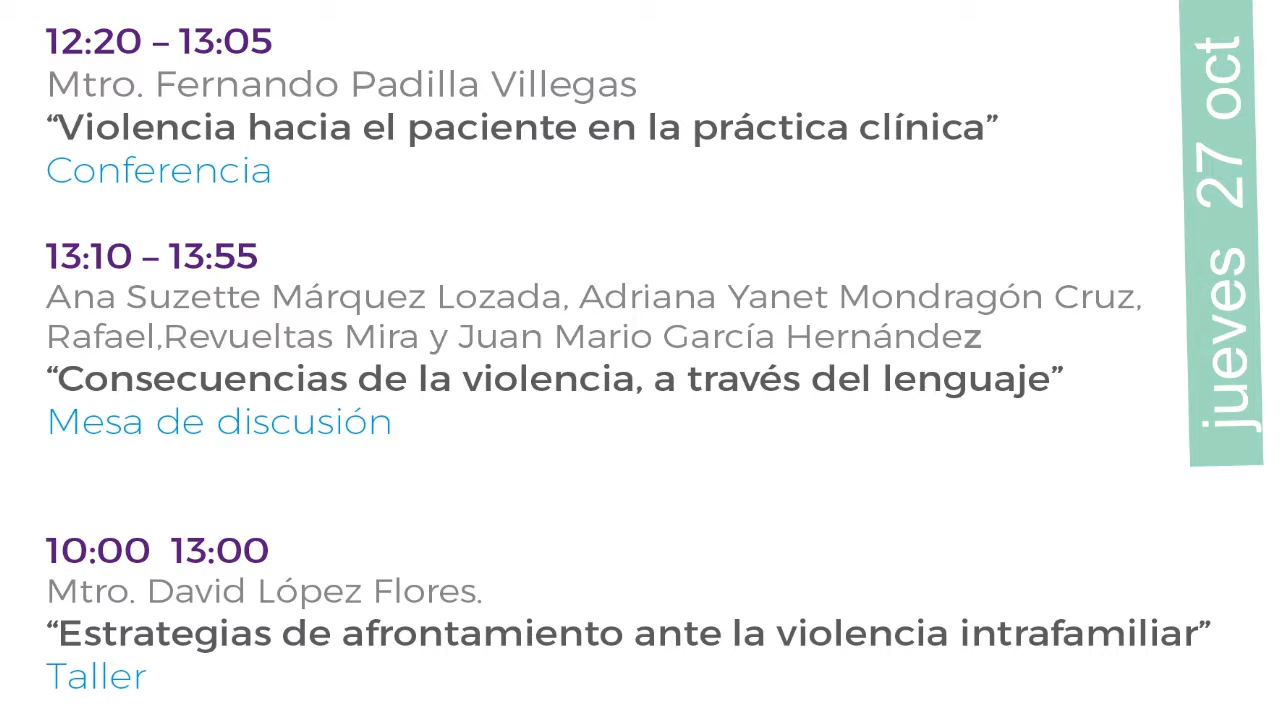 12:20 – 13:05
Mtro. Fernando Padilla Villegas
“Violencia hacia el paciente en la práctica clínica”
Conferencia
13:10 – 13:55
Ana Suzette Márquez Lozada, Adriana Yanet Mondragón Cruz,
Rafael,Revueltas Mira y Juan Mario García Hernández
“Consecuencias de la violencia, a través del lenguaje”
Mesa de discusión
10:00  13:00
Mtro. David López Flores.
“Estrategias de afrontamiento ante la violencia intrafamiliar”
Taller
jueves 27 oct